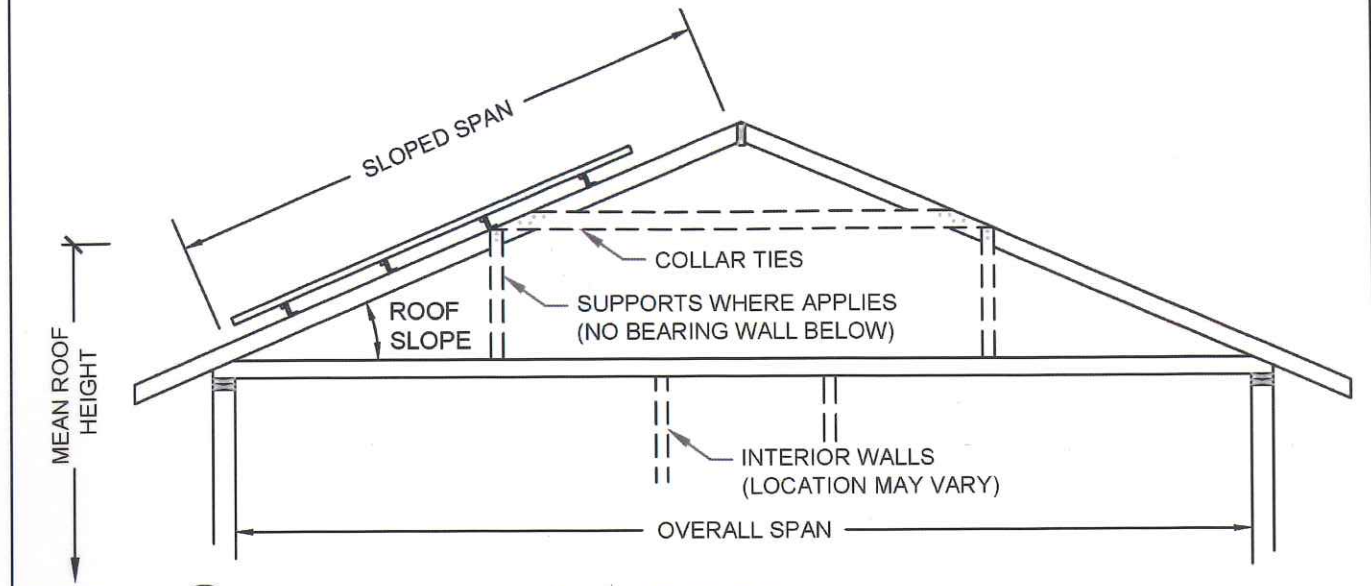 SLOPED SPAN
COLLAR TIES
SUPPORTS WHERE APPLIES
(NO BEARING WALL BELOW)
ROOF
SLOPE
MEAN ROOF
HEIGHT
INTERIOR WALLS
(LOCATION MAY VARY)
OVERALL SPAN